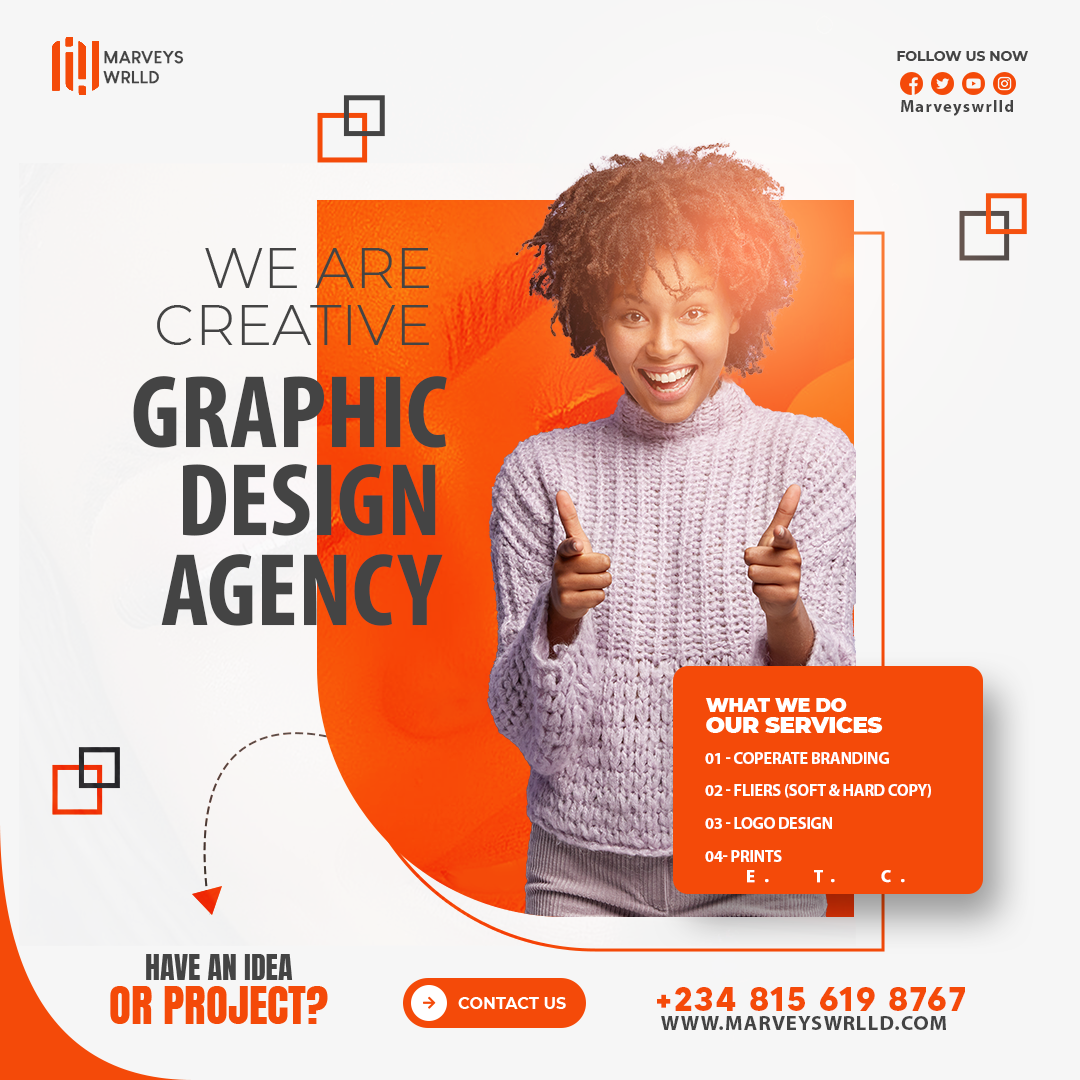 MARVEYS
WRLLD
FOLLOW US NOW
Marveyswrlld
WE ARE
CREATIVE
GRAPHIC
DESIGN
AGENCY
WHAT WE DO
OUR SERVICES
01 - COPERATE BRANDING
02 - FLIERS (SOFT & HARD COPY)
03 - LOGO DESIGN
04- PRINTS
E. T. C.
HAVE AN IDEA
OR PROJECT?
CONTACT US
+234 815 619 8767
WWW.MARVEYSWRLLD.COM